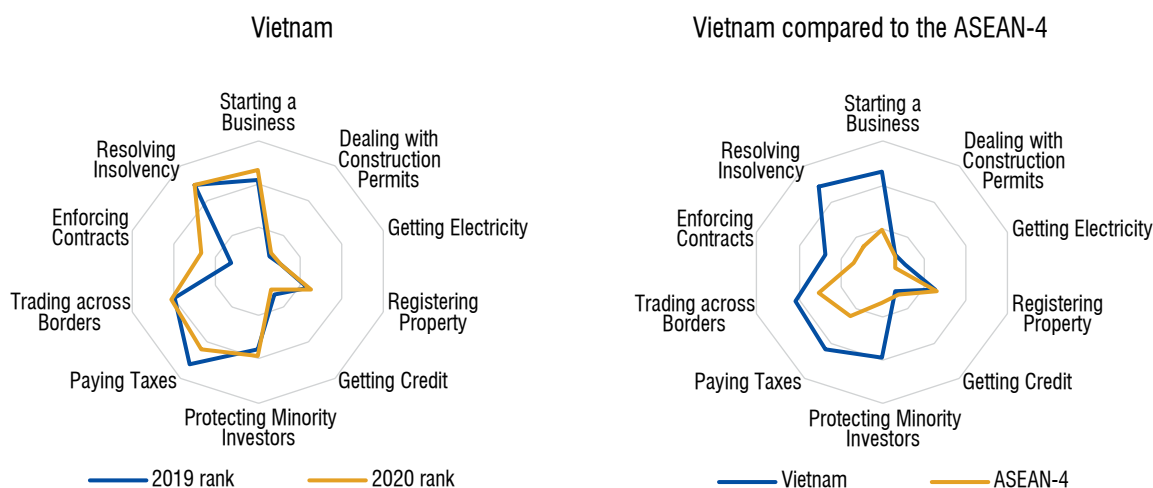 Vietnam
Starting a
Business
Dealing with
Construction
Permits
Getting Electricity
Registering
Property
Getting Credit
Protecting Minority
Investors
Paying Taxes
Trading across
Borders
Enforcing
Contracts
Resolving
Insolvency
2019 rank
2020 rank
Vietnam compared to the ASEAN-4
Starting a
Business
Dealing with
Construction
Permits
Getting Electricity
Registering
Property
Getting Credit
Protecting Minority
Investors
Paying Taxes
Trading across
Borders
Enforcing
Contracts
Resolving
Insolvency
Vietnam
ASEAN-4